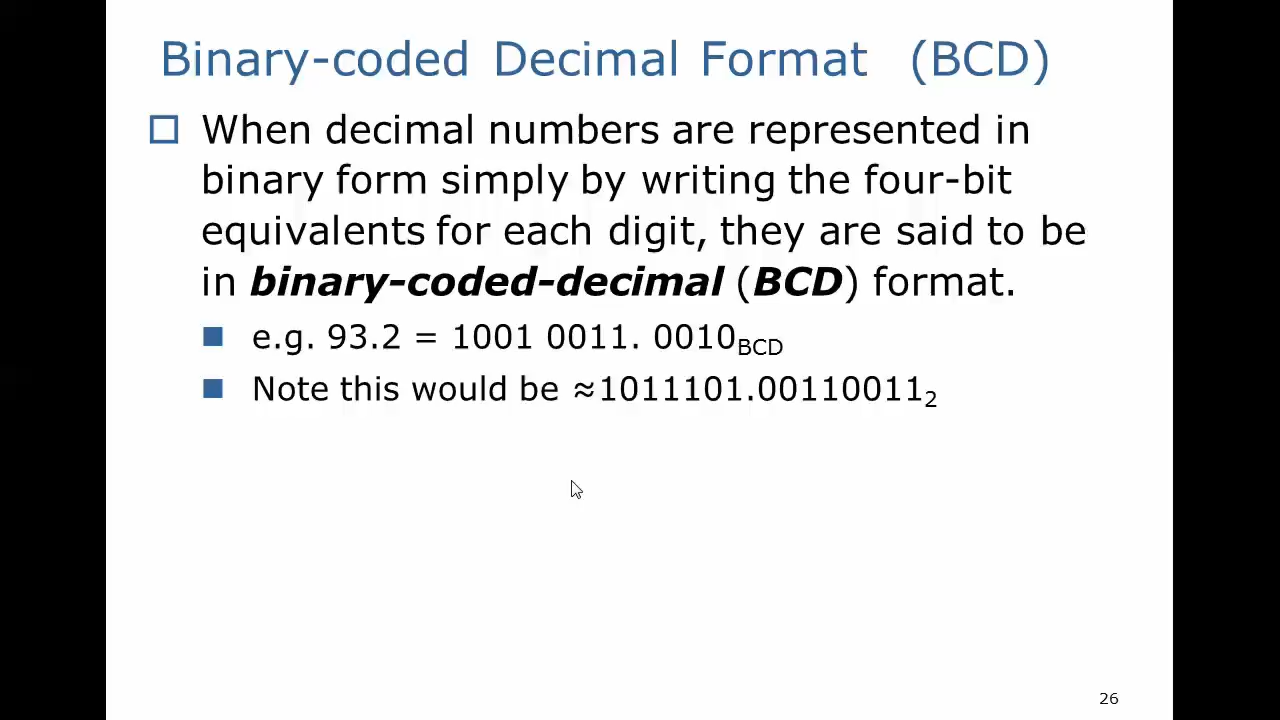 Binary-coded Decimal Format (BCD)
When decimal numbers are represented in
binary form simply by writing the four-bit
equivalents for each digit, they are said to be
in binary-coded-decimal (BCD) format.
e.g. 93.2 = 1001 0011. 0010BCD
Note this would be ≈1011101.001100112
26